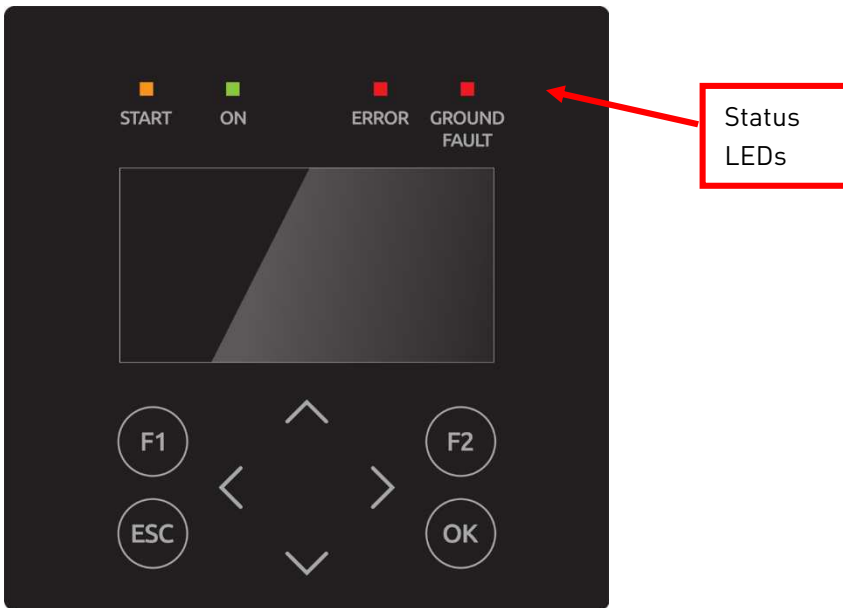 START ON ERROR GROUND
FAULT
Status
LEDs
F1 F2
ESC OK